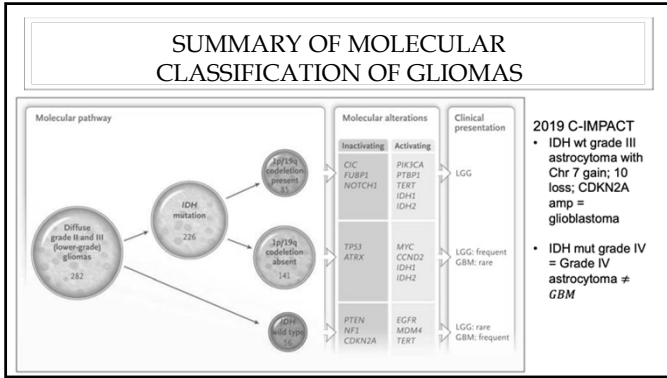 SUMMARY OF MOLECULAR
CLASSIFICATION OF GLIOMAS
Molecular pathway
Diffuse
grade II and III
(lower-grade)
gliomas
282
IDH
mutation
226
1p/19q
codeletion
present
85
1p/19q
codeletion
absent
141
IDH
wild type
56
Molecular alterations
Inactivating
Activating
CIC
FUBP1
NOTCH1
PIK3CA
PTBP1
TERT
IDH1
IDH2
TP53
ATRX
MYC
CCND2
IDH1
IDH2
PTEN
NF1
CDKN2A
EGFR
MDM4
TERT
Clinical
presentation
LGG
LGG: frequent
GBM: rare
LGG: rare
GBM: frequent
2019 C-IMPACT
• IDH wt grade III
astrocytoma with
Chr 7 gain; 10
loss; CDKN2A
amp =
glioblastoma
• IDH mut grade IV
= Grade IV
astrocytoma ≠
GBM